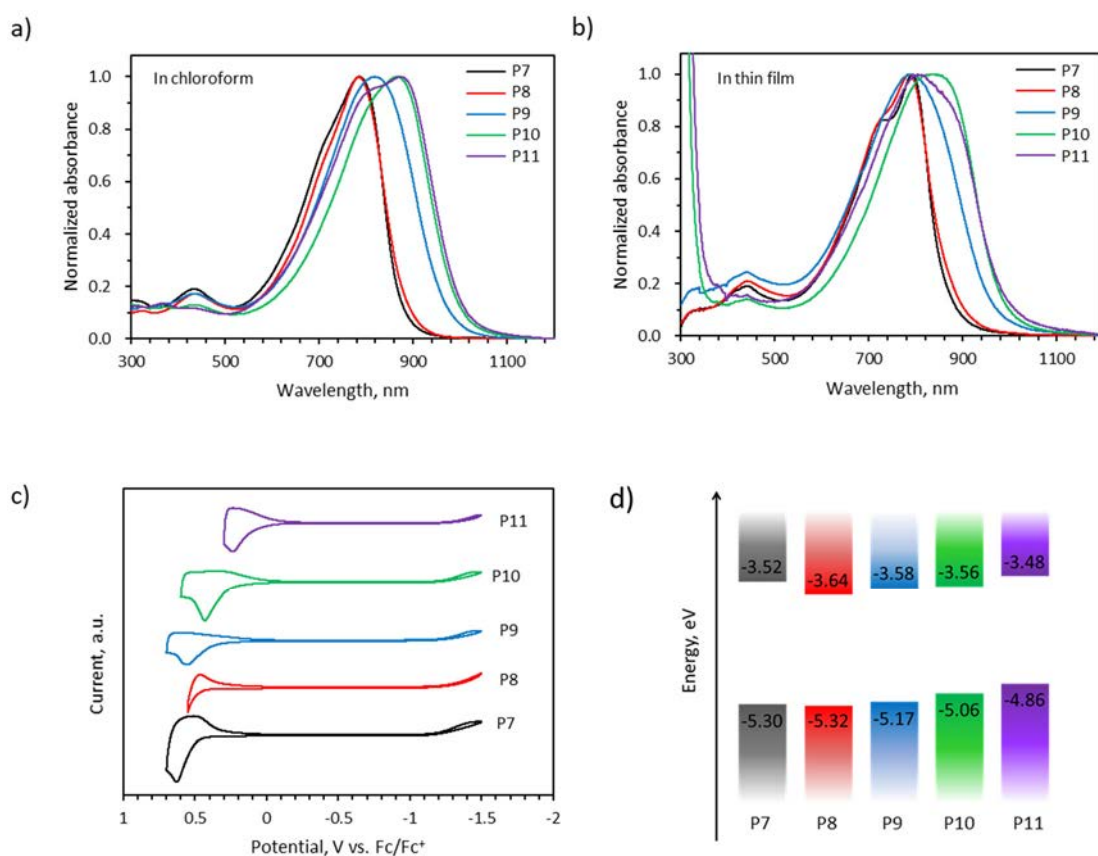 a)
In chloroform
P7
P8
P9
P10
P11
Normalized absorbance
1.0
0.8
0.6
0.4
0.2
0.0
300 500 700 900 1100
Wavelength, nm
b)
In thin film
P7
P8
P9
P10
P11
Normalized absorbance
1.0
0.8
0.6
0.4
0.2
0.0
300 500 700 900 1100
Wavelength, nm
c)
P11
P10
P9
P8
P7
Current, a.u.
1 0.5 0 -0.5 -1 -1.5 -2
Potential, V vs. Fc/Fc⁺
d)
Energy, eV
-3.52 -3.64 -3.58 -3.56 -3.48
-5.30 -5.32 -5.17 -5.06 -4.86
P7 P8 P9 P10 P11